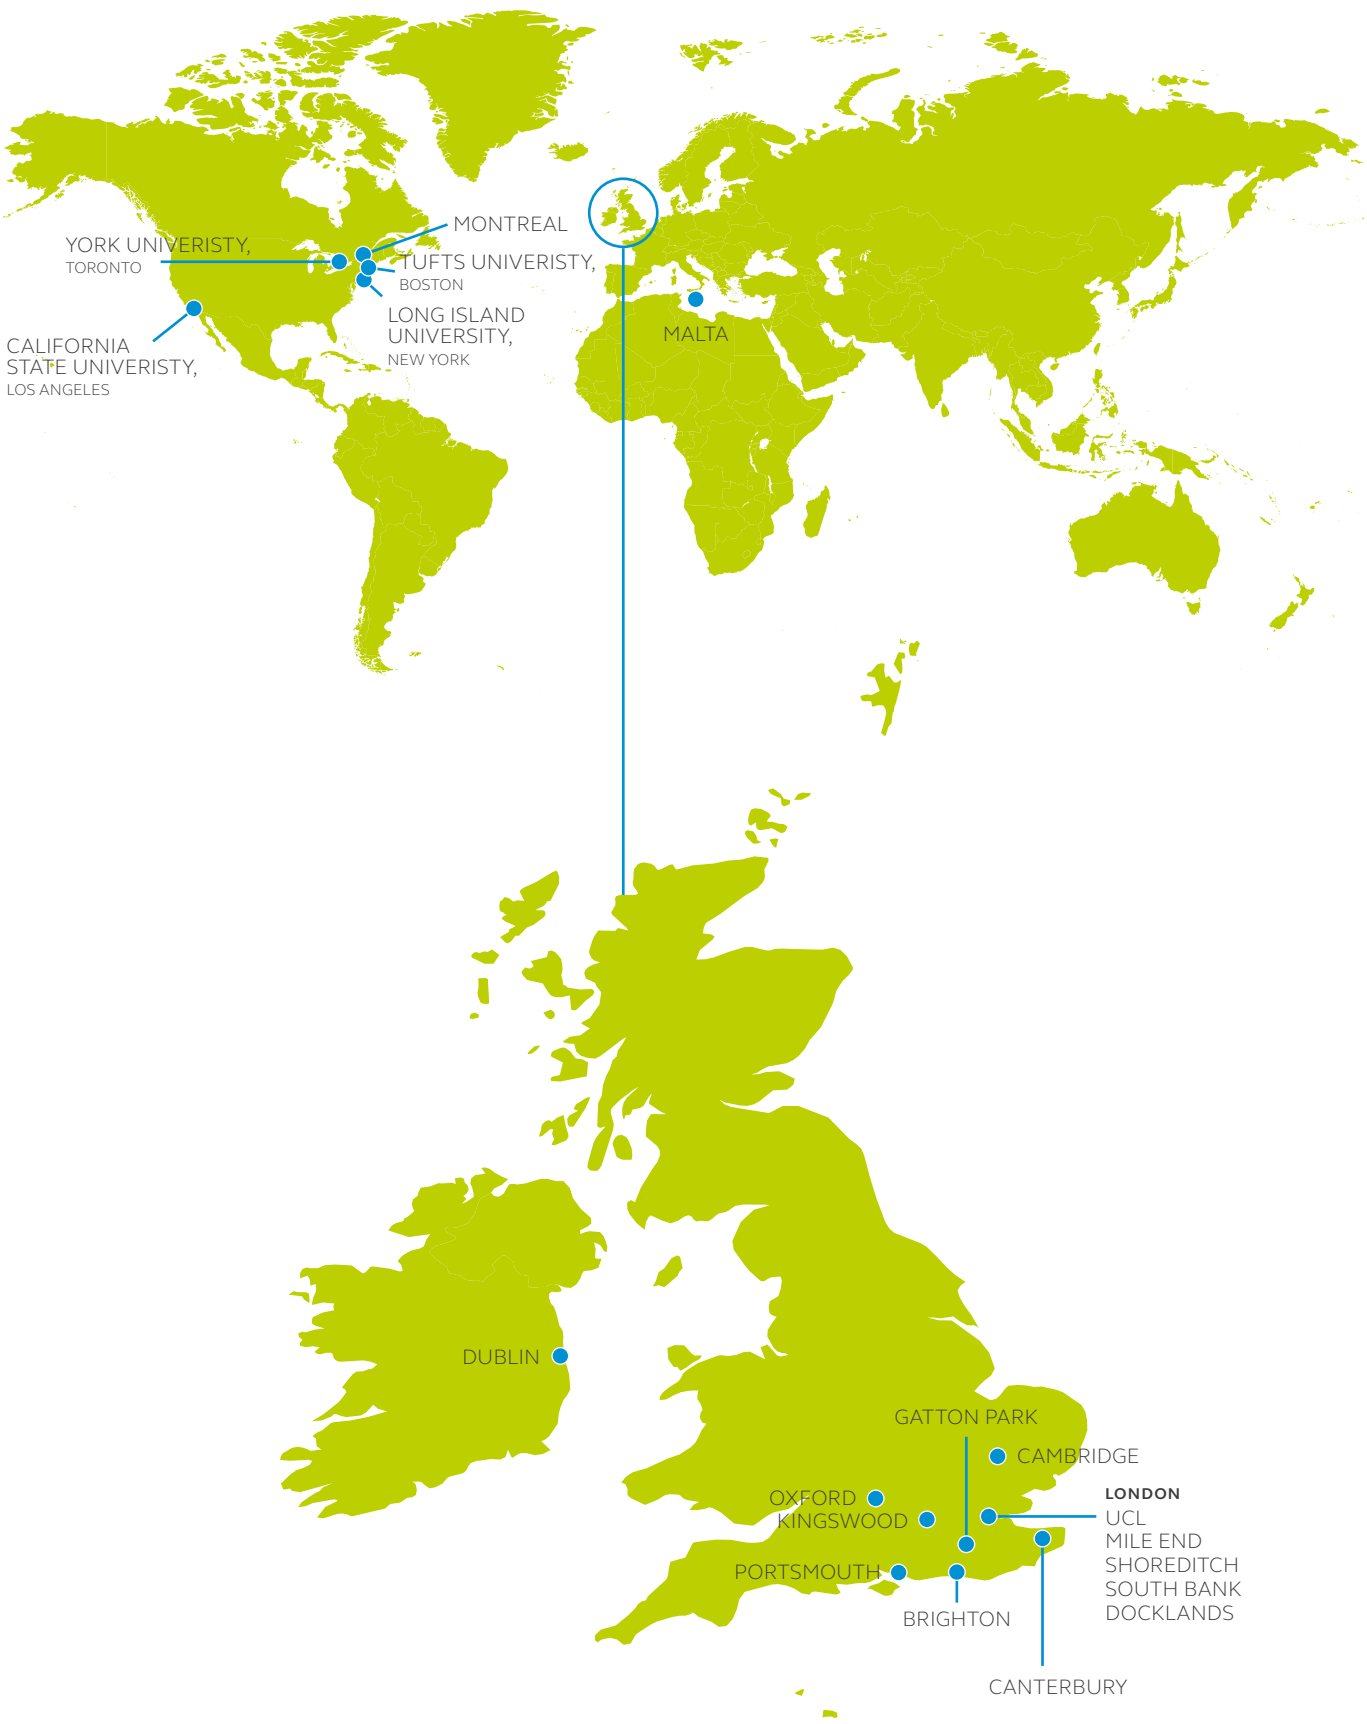 MONTREAL
YORK UNIVERISTY,
TORONTO
TUFTS UNIVERISTY,
BOSTON
LONG ISLAND
UNIVERSITY,
NEW YORK
CALIFORNIA
STATE UNIVERISTY,
LOS ANGELES
MALTA
DUBLIN
GATTON PARK
CAMBRIDGE
OXFORD
KINGSWOOD
LONDON
UCL
MILE END
SHOREDITCH
SOUTH BANK
DOCKLANDS
PORTSMOUTH
BRIGHTON
CANTERBURY